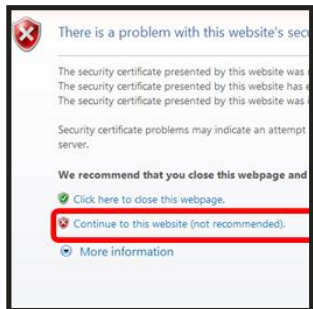 There is a problem with this website's secu
The security certificate presented by this website was
The security certificate presented by this website has e
The security certificate presented by this website was i
Security certificate problems may indicate an attempt
server.
We recommend that you close this webpage and
Click here to close this webpage.
Continue to this website (not recommended).
More information